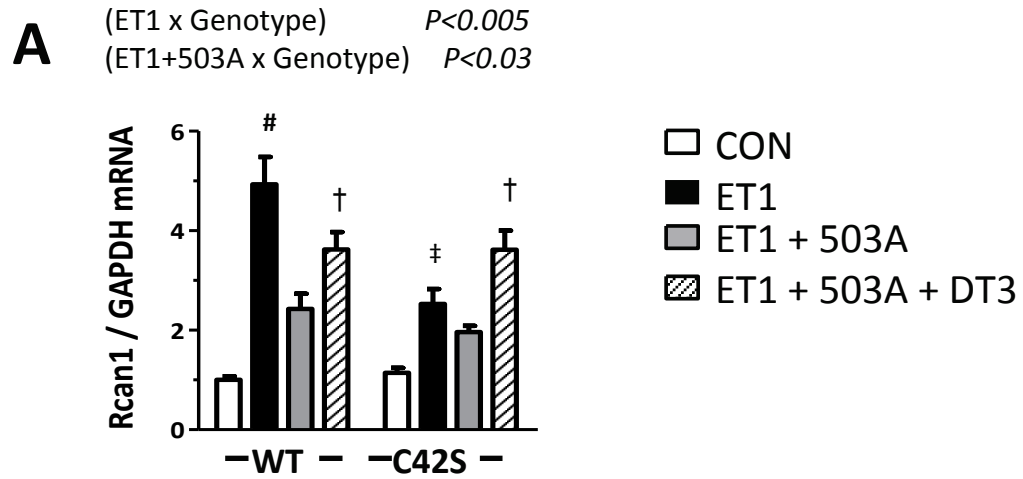 A
(ET1 x Genotype) P<0.005
(ET1+503A x Genotype) P<0.03
Rcan1 / GAPDH mRNA
6
4
2
0
#
†
‡
†
WT
C42S
CON
ET1
ET1 + 503A
ET1 + 503A + DT3